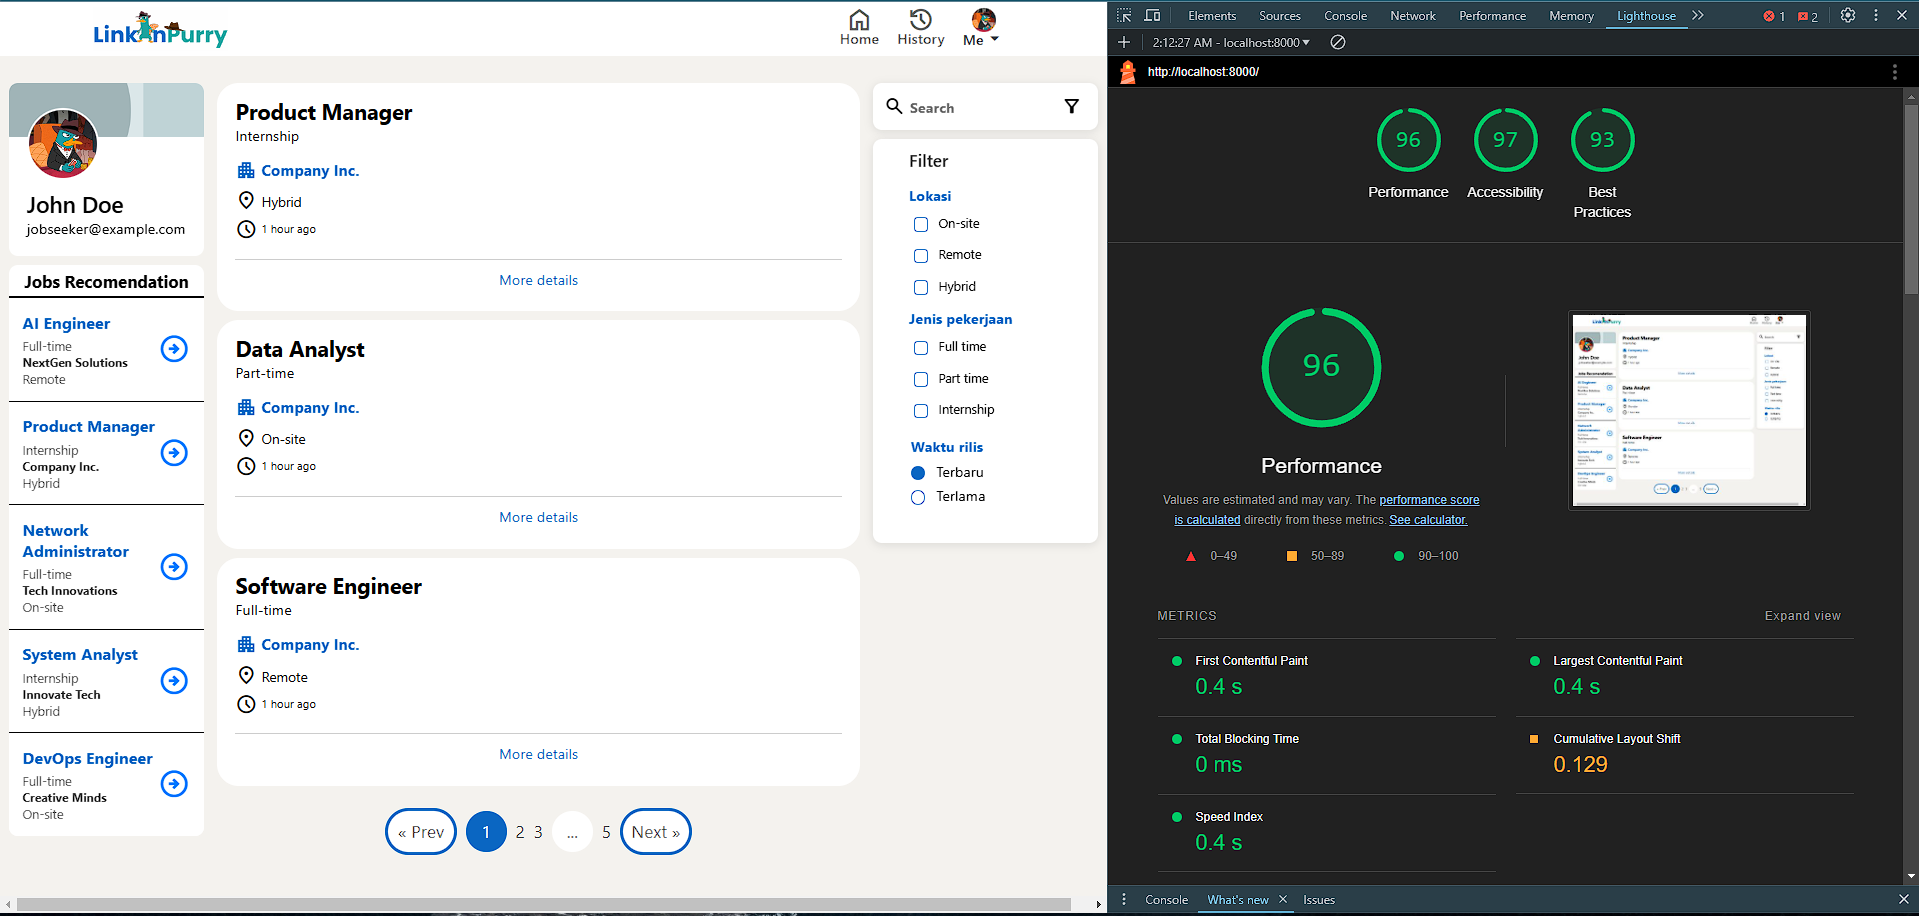 LinkInPurry
Home
History
Me
John Doe
jobseeker@example.com
Jobs Recomendation
AI Engineer
Full-time
NextGen Solutions
Remote
Product Manager
Internship
Company Inc.
Hybrid
Network
Administrator
Full-time
Tech Innovations
On-site
System Analyst
Internship
Innovate Tech
Hybrid
DevOps Engineer
Full-time
Creative Minds
On-site
Product Manager
Internship
Company Inc.
Hybrid
1 hour ago
More details
Data Analyst
Part-time
Company Inc.
On-site
1 hour ago
More details
Software Engineer
Full-time
Company Inc.
Remote
1 hour ago
More details
« Prev 1 2 3 ... 5 Next »
Search
Filter
Lokasi
On-site
Remote
Hybrid
Jenis pekerjaan
Full time
Part time
Internship
Waktu rilis
Terbaru
Terlama
Elements Sources Console Network Performance Memory Lighthouse 1 2
2:12:27 AM - localhost:8000
http://localhost:8000/
96 97 93
Performance Accessibility Best
Practices
96
Performance
Values are estimated and may vary. The performance score
is calculated directly from these metrics. See calculator.
0–49 50–89 90–100
METRICS Expand view
First Contentful Paint
0.4 s
Largest Contentful Paint
0.4 s
Total Blocking Time
0 ms
Cumulative Layout Shift
0.129
Speed Index
0.4 s
Console What's new Issues